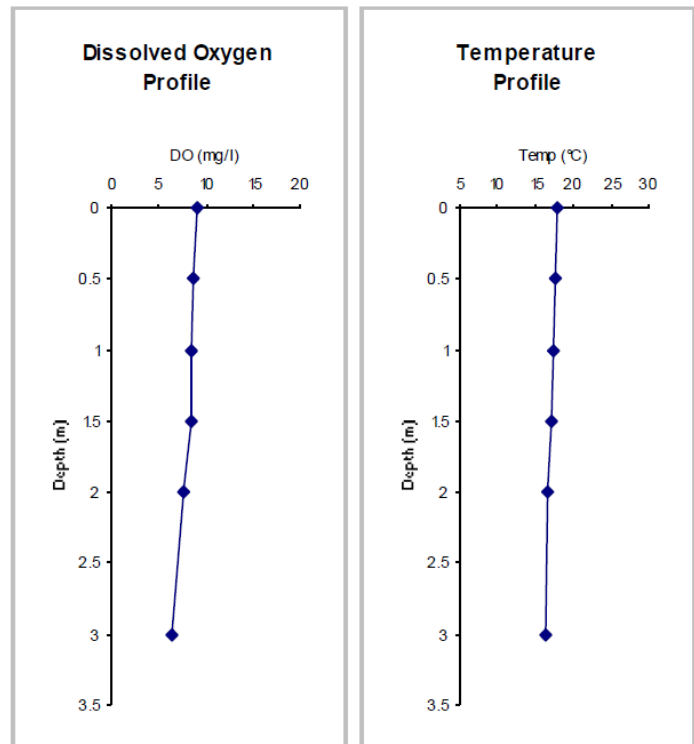 Dissolved Oxygen
Profile
DO (mg/l)
0 5 10 15 20
0
0.5
1
1.5
2
2.5
3
3.5
Depth (m)
Temperature
Profile
Temp (°C)
5 10 15 20 25 30
0
0.5
1
1.5
2
2.5
3
3.5
Depth (m)